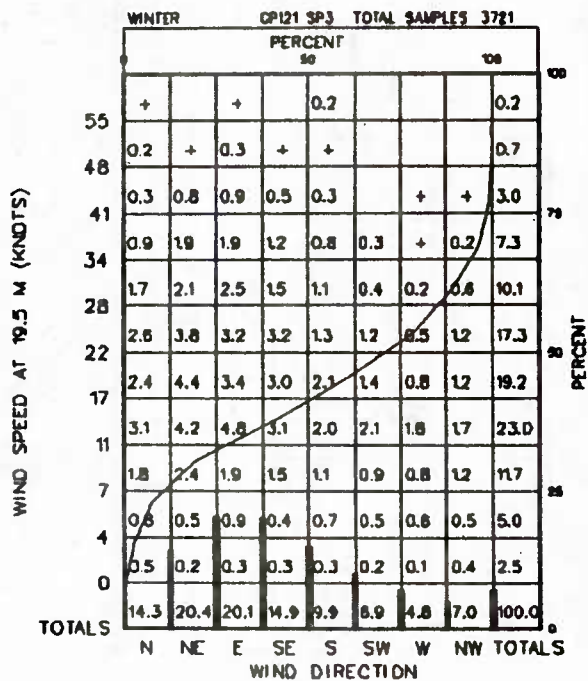 WINTER CP121 SP3 TOTAL SAMPLES 3721
PERCENT
50 100
100
+ + 0.2 0.2
55
0.2 + 0.3 + + 0.7
48
0.3 0.8 0.9 0.5 0.3 + + 3.0
41
75
0.9 1.9 1.9 1.2 0.8 0.3 + 0.2 7.3
34
1.7 2.1 2.5 1.5 1.1 0.4 0.2 0.6 10.1
28
2.6 3.8 3.2 3.2 1.3 1.2 0.5 1.2 17.3
22
50
2.4 4.4 3.4 3.0 2.1 1.4 0.8 1.2 19.2
17
3.1 4.2 4.8 3.1 2.0 2.1 1.8 1.7 23.0
11
1.8 2.4 1.9 1.5 1.1 0.9 0.8 1.2 11.7
7
25
0.8 0.5 0.9 0.4 0.7 0.5 0.6 0.5 5.0
4
0.5 0.2 0.3 0.3 0.3 0.2 0.1 0.4 2.5
0
14.3 20.4 20.1 14.9 9.9 8.9 4.8 7.0 100.0
TOTALS
0
N NE E SE S SW W NW TOTALS
WIND DIRECTION
WIND SPEED AT 19.5 M (KNOTS)
PERCENT